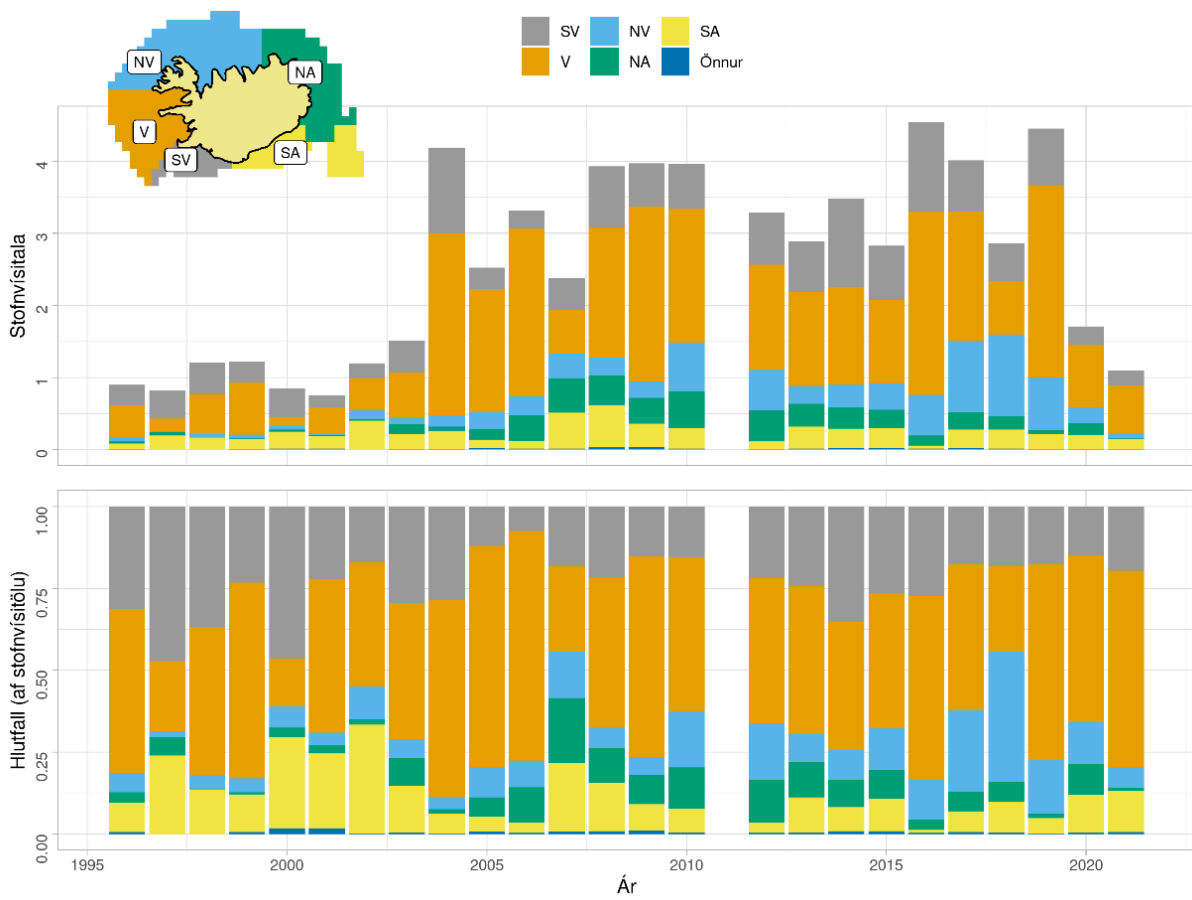 SV NV SA
V NA Önnur
NV
NA
V
SV
SA
Stofnvísitala
4
3
2
1
0
Hlutfall (af stofnvísitölu)
1.00
0.75
0.50
0.25
0.00
1995 2000 2005 2010 2015 2020
Ár